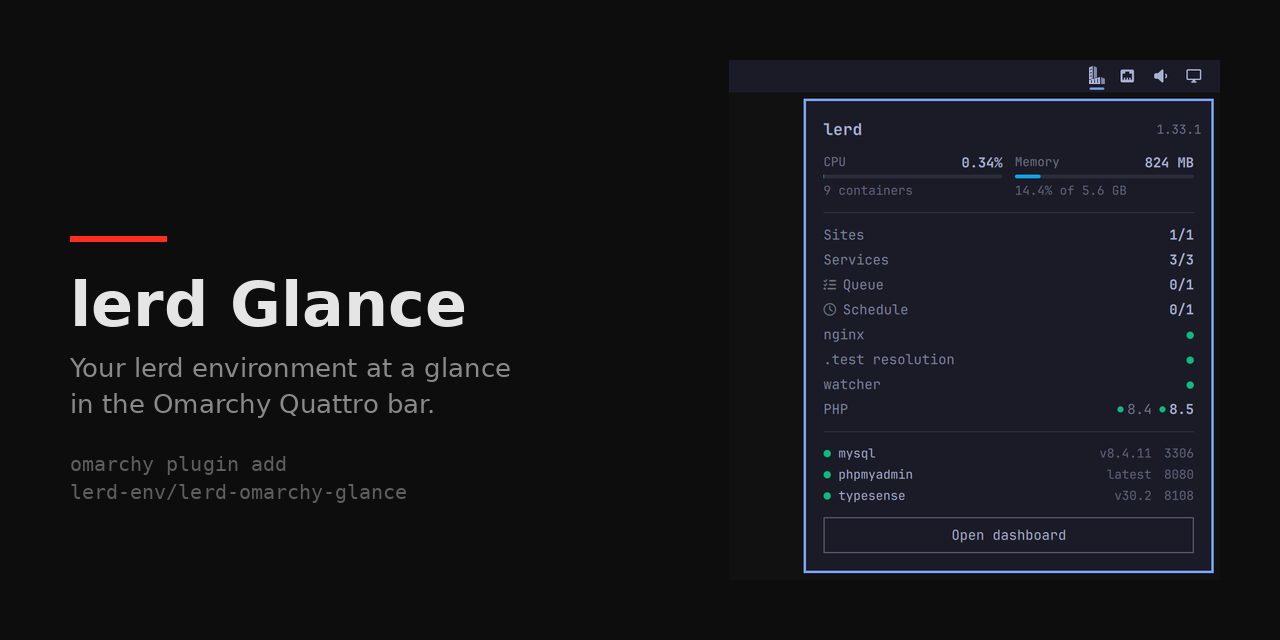 lerd Glance
Your lerd environment at a glance
in the Omarchy Quattro bar.
omarchy plugin add
lerd-env/lerd-omarchy-glance
lerd 1.33.1
CPU 0.34% Memory 824 MB
9 containers 14.4% of 5.6 GB
Sites 1/1
Services 3/3
Queue 0/1
Schedule 0/1
nginx
.test resolution
watcher
PHP 8.4 8.5
mysql v8.4.11 3306
phpmyadmin latest 8080
typesense v30.2 8108
Open dashboard